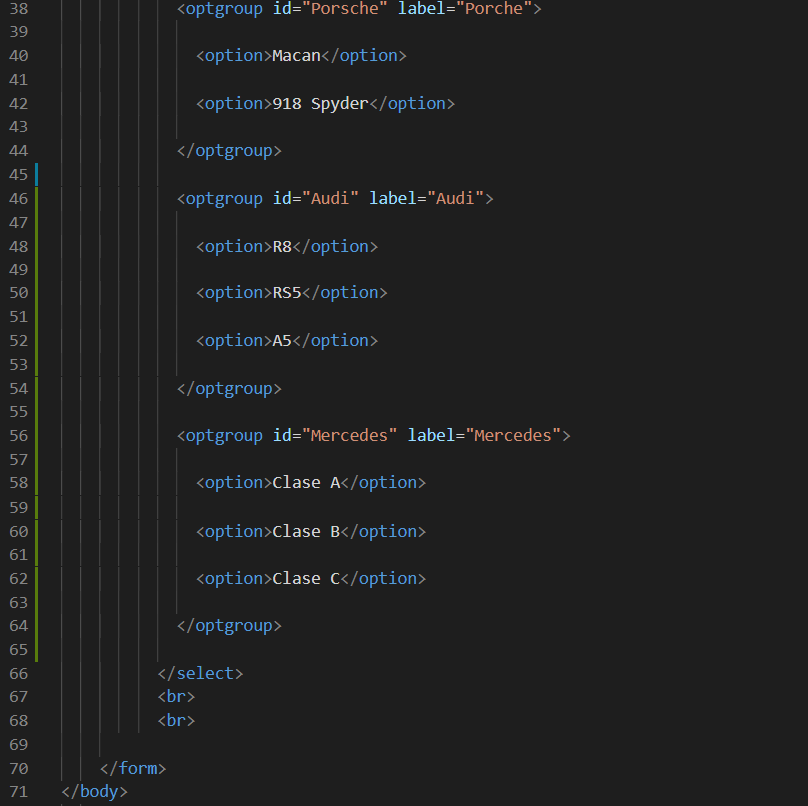 38 <optgroup id="Porsche" label="Porche">
39
40 <option>Macan</option>
41
42 <option>918 Spyder</option>
43
44 </optgroup>
45
46 <optgroup id="Audi" label="Audi">
47
48 <option>R8</option>
49
50 <option>RS5</option>
51
52 <option>A5</option>
53
54 </optgroup>
55
56 <optgroup id="Mercedes" label="Mercedes">
57
58 <option>Clase A</option>
59
60 <option>Clase B</option>
61
62 <option>Clase C</option>
63
64 </optgroup>
65
66 </select>
67 <br>
68 <br>
69
70 </form>
71 </body>